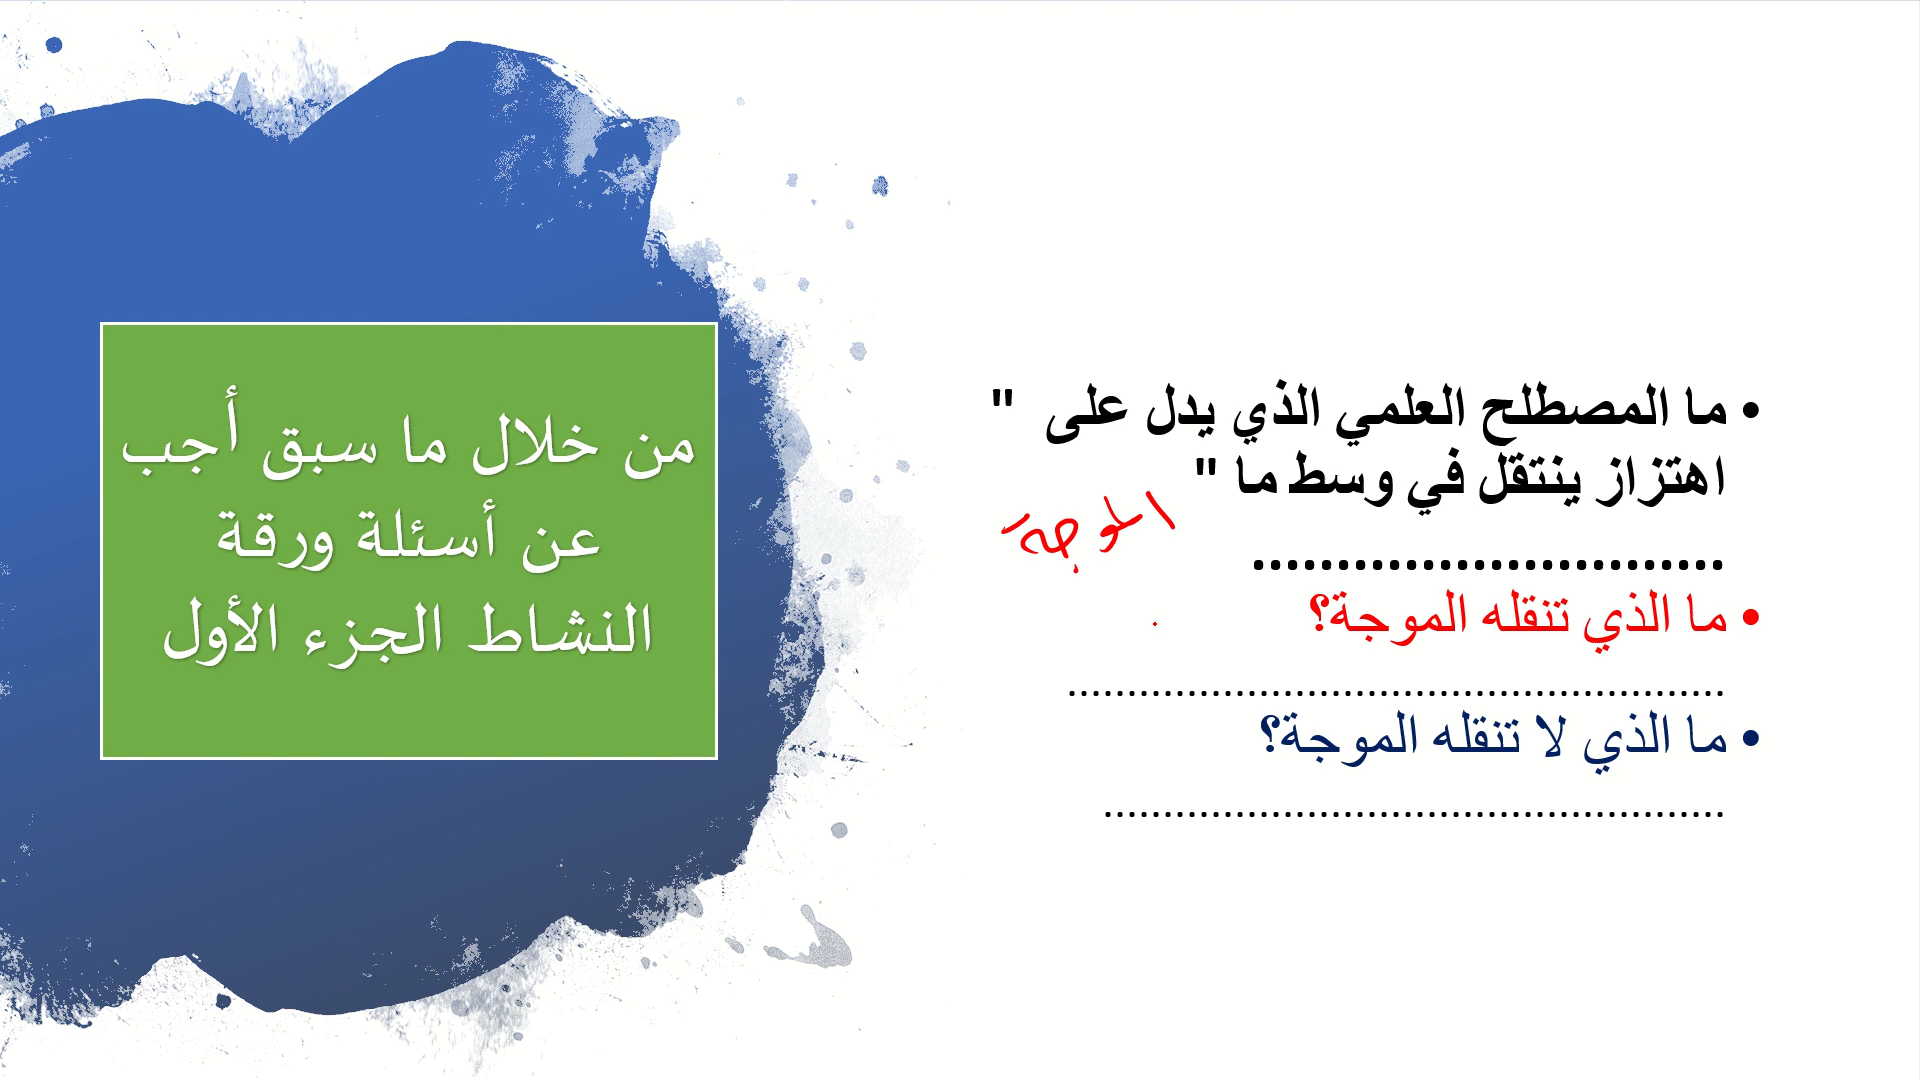 من خلال ما سبق أجب
عن أسئلة ورقة
النشاط الجزء الأول
• ما المصطلح العلمي الذي يدل على "
اهتزاز ينتقل في وسط ما "
الموجة
............................
• ما الذي تنقله الموجة؟
........................................................
• ما الذي لا تنقله الموجة؟
.....................................................